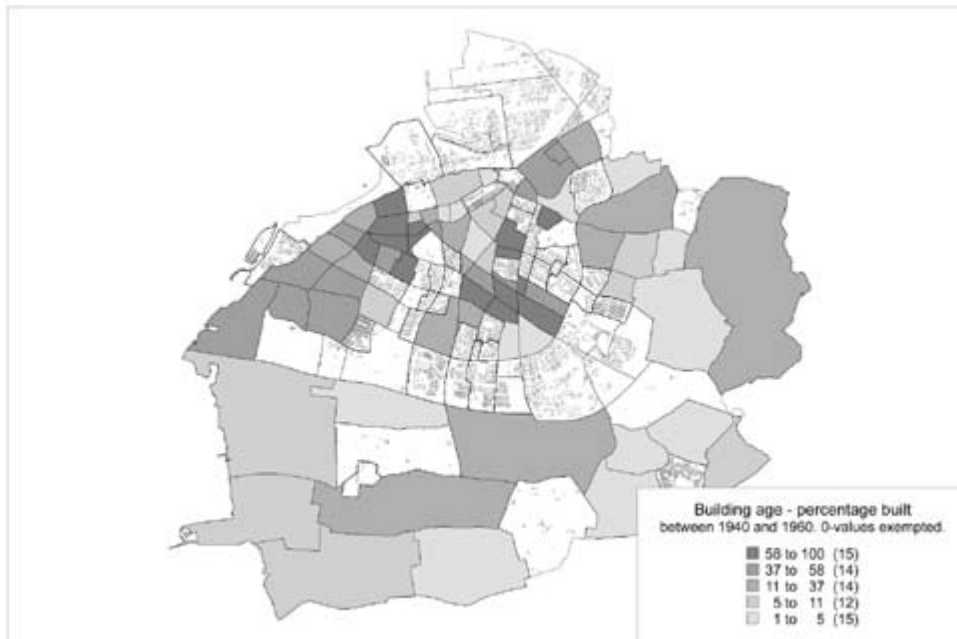 Building age - percentage built
between 1940 and 1960. 0-values exempted.
58 to 100 (15)
37 to 58 (14)
11 to 37 (14)
5 to 11 (12)
1 to 5 (15)